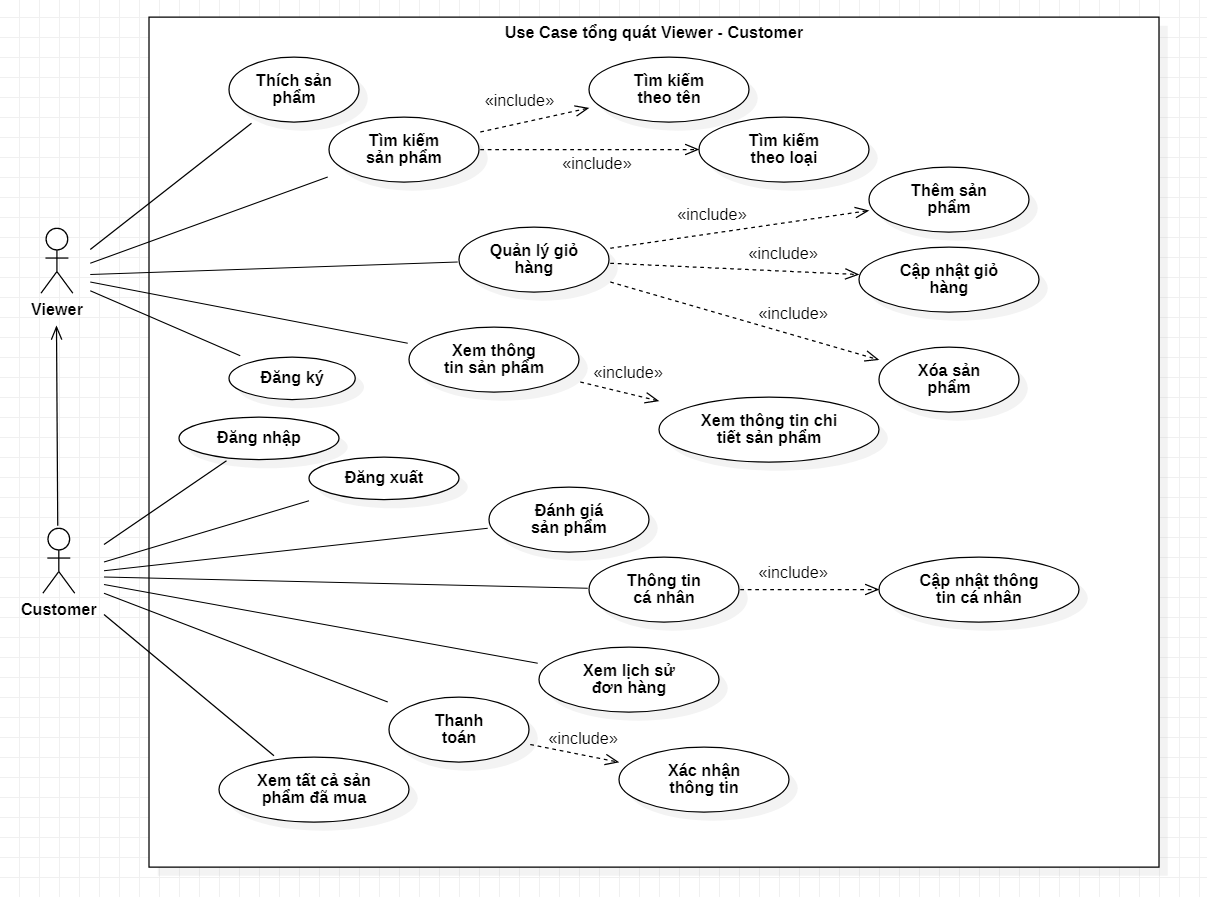 Use Case tổng quát Viewer - Customer
Thích sản
phẩm
Tìm kiếm
theo tên
«include»
Tìm kiếm
sản phẩm
Tìm kiếm
theo loại
«include»
Thêm sản
phẩm
«include»
Quản lý giỏ
hàng
«include»
Cập nhật giỏ
hàng
Viewer
«include»
Xem thông
tin sản phẩm
«include»
Xóa sản
phẩm
Đăng ký
Xem thông tin chi
tiết sản phẩm
Đăng nhập
Đăng xuất
Đánh giá
sản phẩm
Customer
Thông tin
cá nhân
«include»
Cập nhật thông
tin cá nhân
Xem lịch sử
đơn hàng
Thanh
toán
«include»
Xác nhận
thông tin
Xem tất cả sản
phẩm đã mua